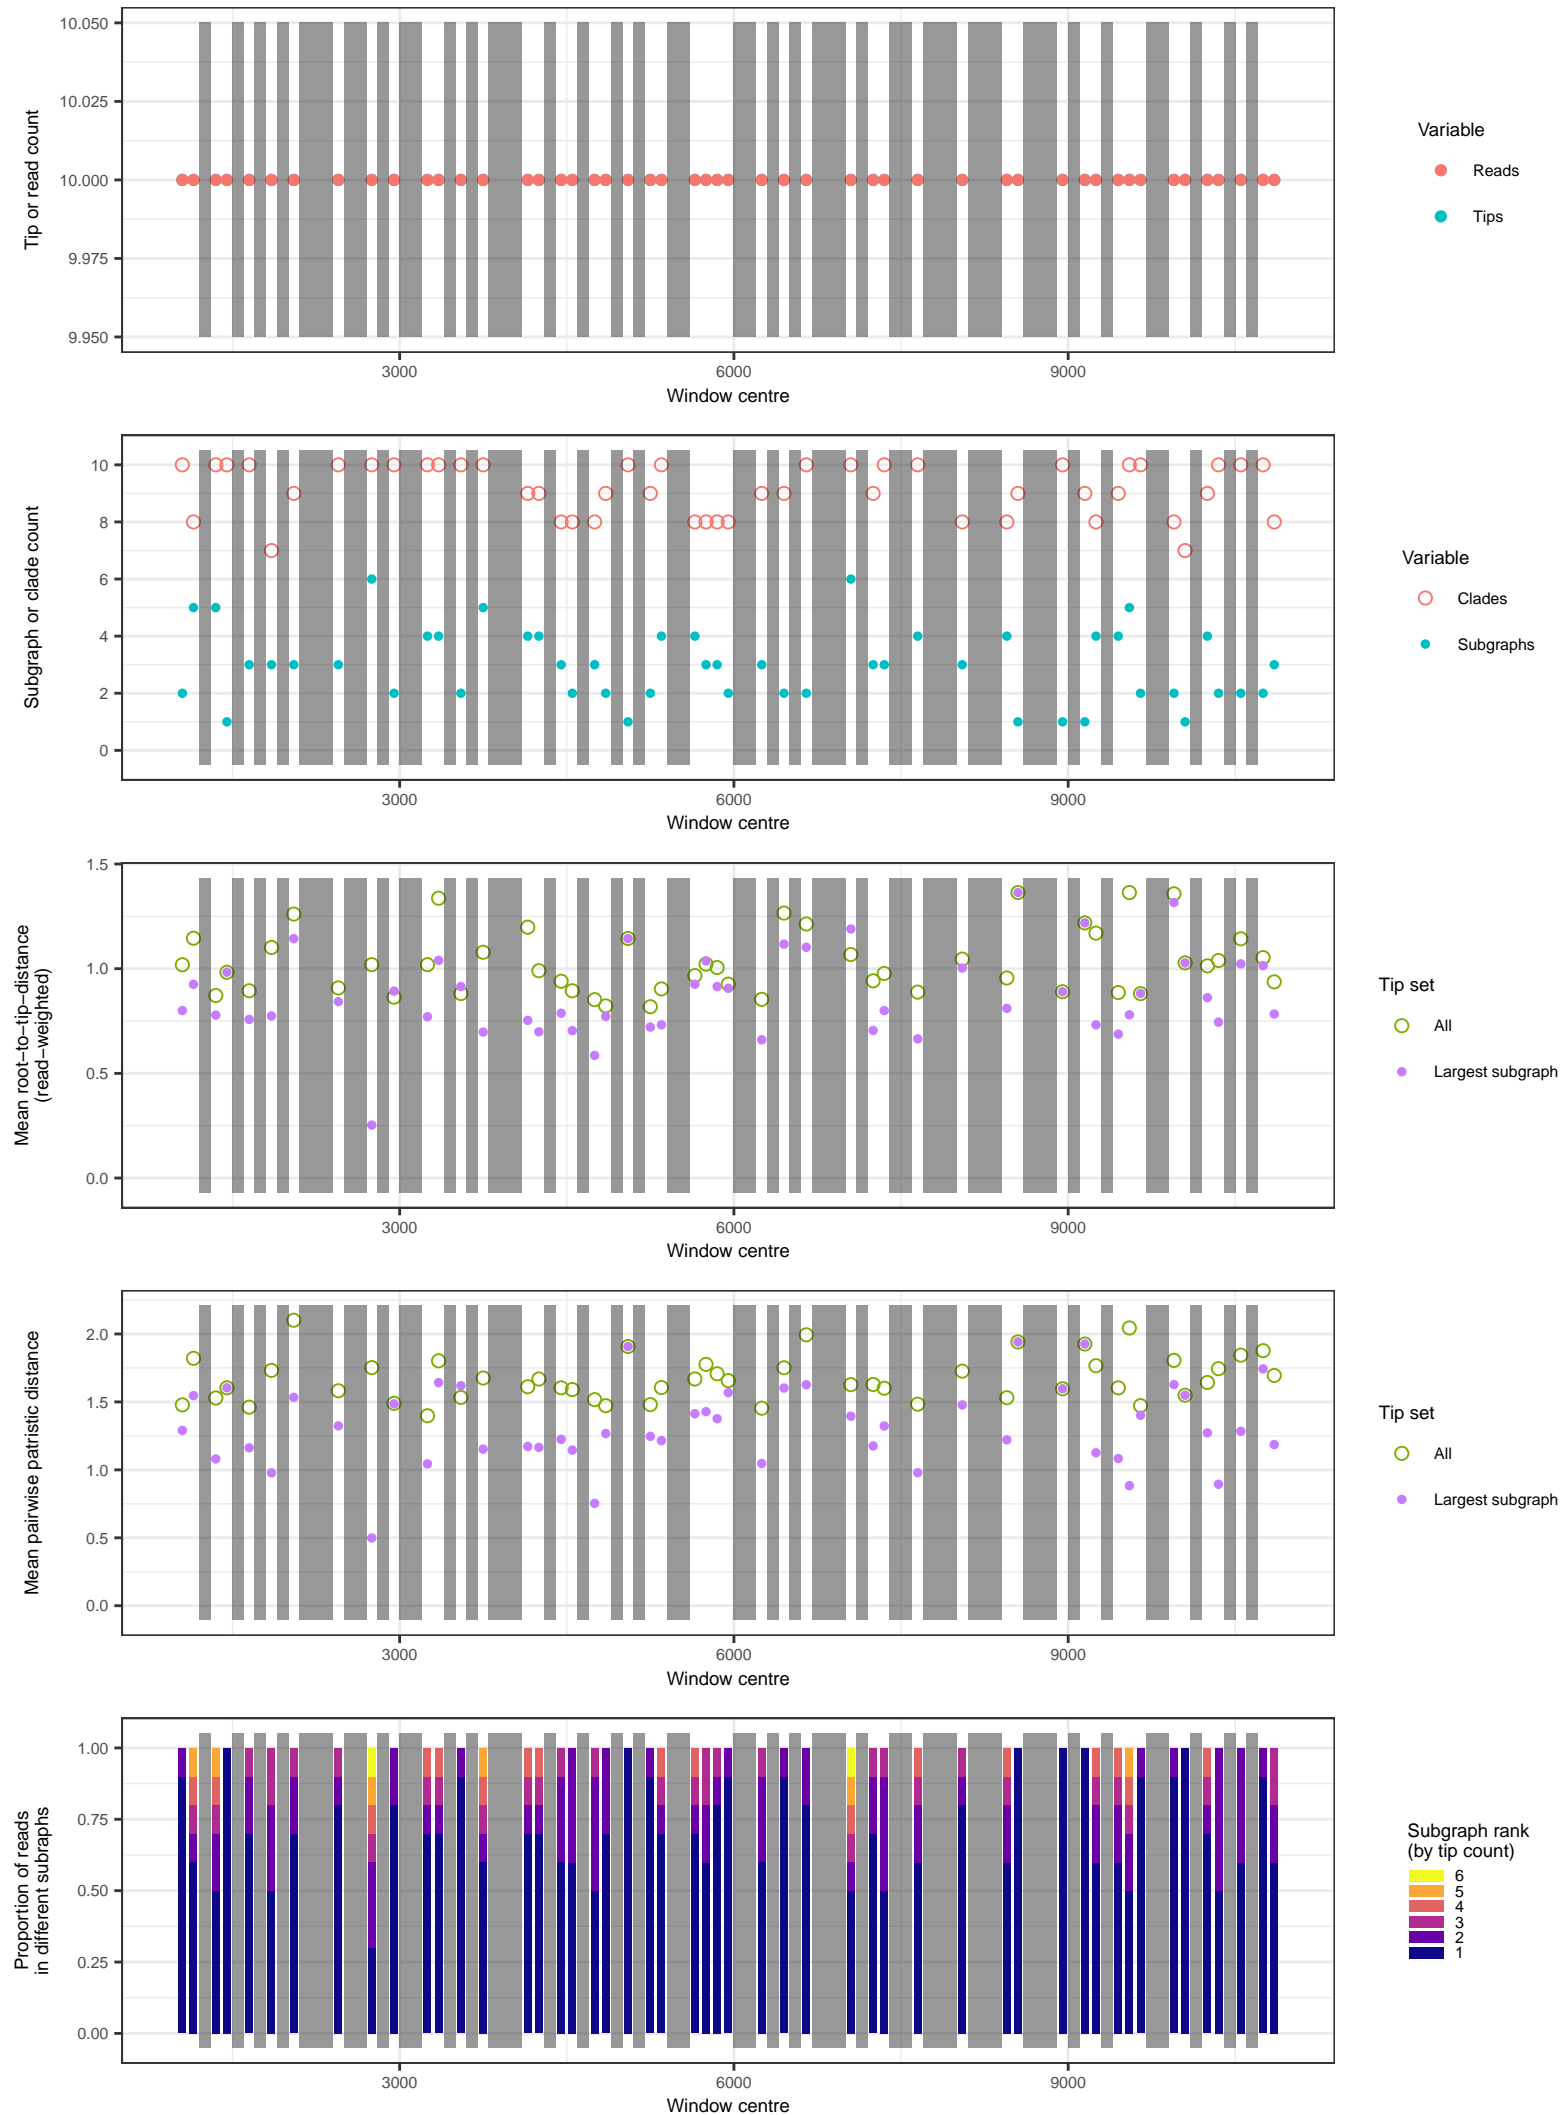 10.050
10.025
10.000
9.975
9.950
Tip or read count
3000
6000
9000
Window centre
Variable
Reads
Tips
10
8
6
4
2
0
Subgraph or clade count
3000
6000
9000
Window centre
Variable
Clades
Subgraphs
1.5
1.0
0.5
0.0
Mean root−to−tip−distance
(read−weighted)
3000
6000
9000
Window centre
Tip set
All
Largest subgraph
2.0
1.5
1.0
0.5
0.0
Mean pairwise patristic distance
3000
6000
9000
Window centre
Tip set
All
Largest subgraph
1.00
0.75
0.50
0.25
0.00
Proportion of reads
in different subraphs
3000
6000
9000
Window centre
Subgraph rank
(by tip count)
6
5
4
3
2
1